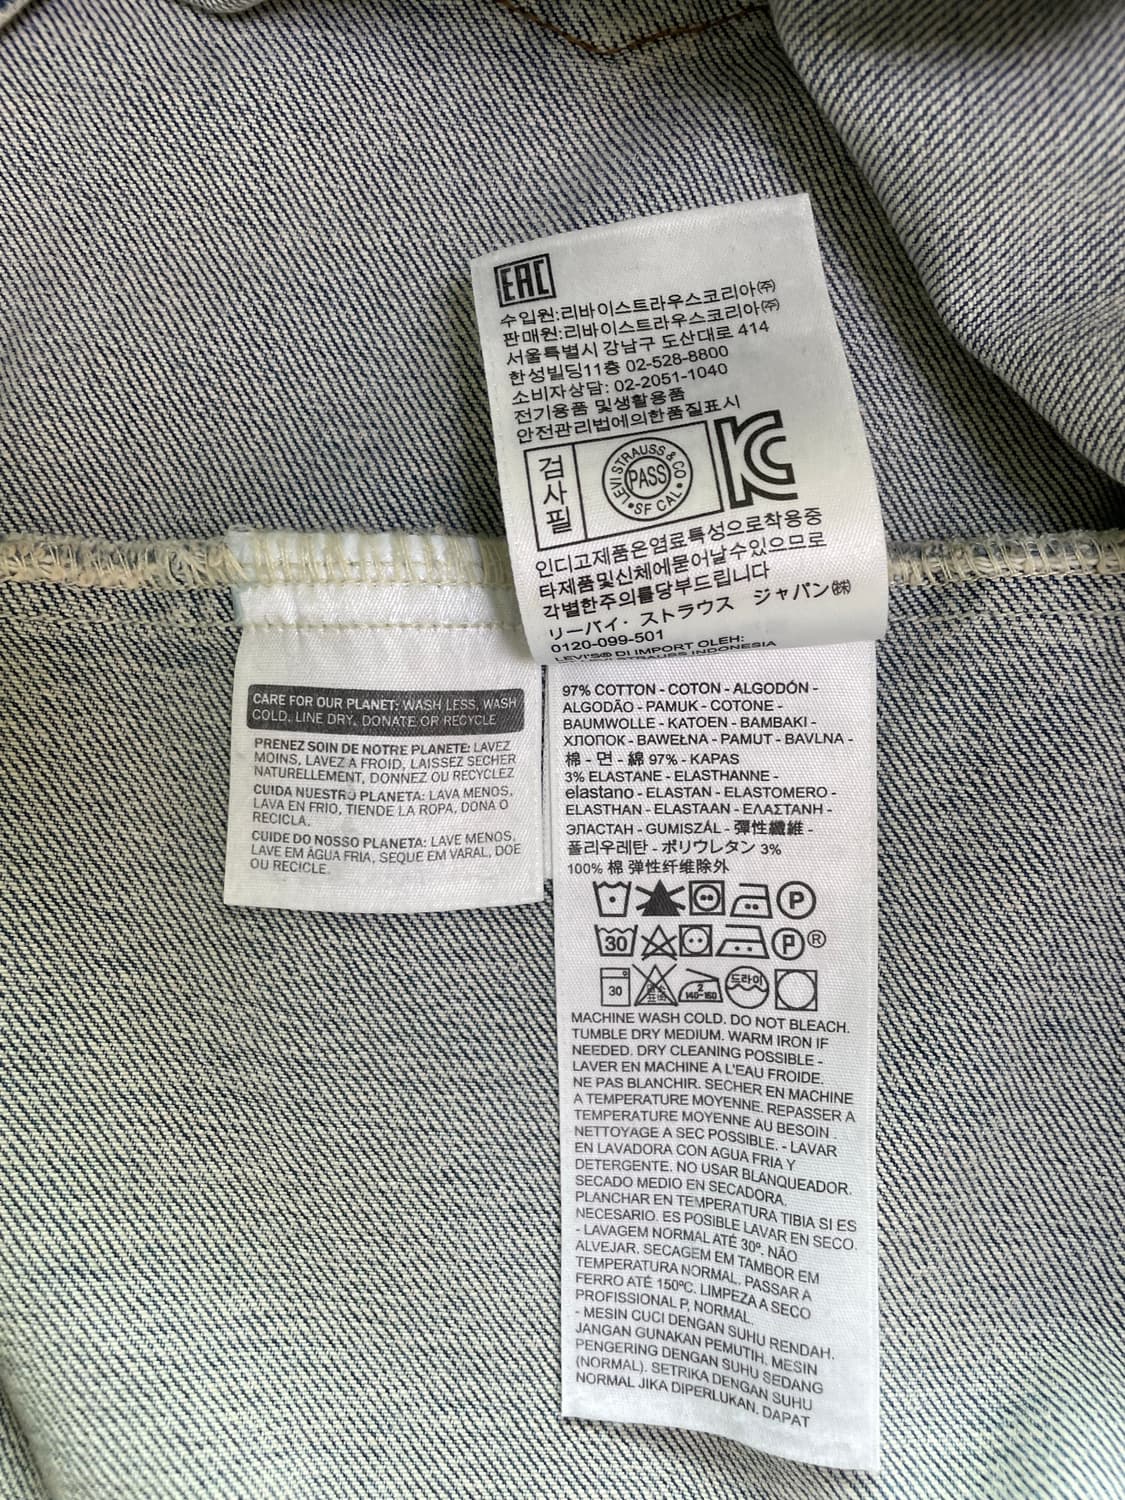 EAC
수입원:리바이스트라우스코리아㈜
판매원:리바이스트라우스코리아㈜
서울특별시 강남구 도산대로 414
한성빌딩11층 02-528-8800
소비자상담: 02-2051-1040
전기용품 및생활용품
안전관리법에의한품질표시
검사필
LEVI STRAUSS & CO
PASS
SF CAL
KC
인디고제품은염료특성으로착용중
타제품및신체에묻어날수있으므로
각별한주의를당부드립니다
リーバイ・ストラウス ジャパン㈱
0120-099-501
LEVI'S® DI IMPORT OLEH:
STRAUSS INDONESIA
CARE FOR OUR PLANET: WASH LESS, WASH
COLD, LINE DRY, DONATE OR RECYCLE
PRENEZ SOIN DE NOTRE PLANETE: LAVEZ
MOINS, LAVEZ A FROID, LAISSEZ SECHER
NATURELLEMENT, DONNEZ OU RECYCLEZ
CUIDA NUESTRO PLANETA: LAVA MENOS,
LAVA EN FRIO, TIENDE LA ROPA, DONA O
RECICLA.
CUIDE DO NOSSO PLANETA: LAVE MENOS,
LAVE EM ÁGUA FRIA, SEQUE EM VARAL, DOE
OU RECICLE.
97% COTTON - COTON - ALGODÓN -
ALGODÃO - PAMUK - COTONE -
BAUMWOLLE - KATOEN - BAMBAKI -
ХЛОПОК - BAWEŁNA - PAMUT - BAVLNA -
棉 - 면 - 綿 97% - KAPAS
3% ELASTANE - ELASTHANNE -
elastano - ELASTAN - ELASTOMERO -
ELASTHAN - ELASTAAN - ΕΛΑΣΤΑΝΗ -
ЭЛАСТАН - GUMISZÁL - 彈性纖維 -
폴리우레탄 - ポリウレタン 3%
100% 棉 弹性纤维除外
P
30 P ®
30 2 140-160 드라이
MACHINE WASH COLD. DO NOT BLEACH.
TUMBLE DRY MEDIUM. WARM IRON IF
NEEDED. DRY CLEANING POSSIBLE -
LAVER EN MACHINE A L'EAU FROIDE.
NE PAS BLANCHIR. SECHER EN MACHINE
A TEMPERATURE MOYENNE. REPASSER A
TEMPERATURE MOYENNE AU BESOIN .
NETTOYAGE A SEC POSSIBLE. - LAVAR
EN LAVADORA CON AGUA FRIA Y
DETERGENTE. NO USAR BLANQUEADOR.
SECADO MEDIO EN SECADORA.
PLANCHAR EN TEMPERATURA TIBIA SI ES
NECESARIO. ES POSIBLE LAVAR EN SECO.
- LAVAGEM NORMAL ATÉ 30º. NÃO
ALVEJAR. SECAGEM EM TAMBOR EM
TEMPERATURA NORMAL. PASSAR A
FERRO ATÉ 150ºC. LIMPEZA A SECO
PROFISSIONAL P, NORMAL.
- MESIN CUCI DENGAN SUHU RENDAH.
JANGAN GUNAKAN PEMUTIH. MESIN
PENGERING DENGAN SUHU SEDANG
(NORMAL). SETRIKA DENGAN SUHU
NORMAL JIKA DIPERLUKAN. DAPAT